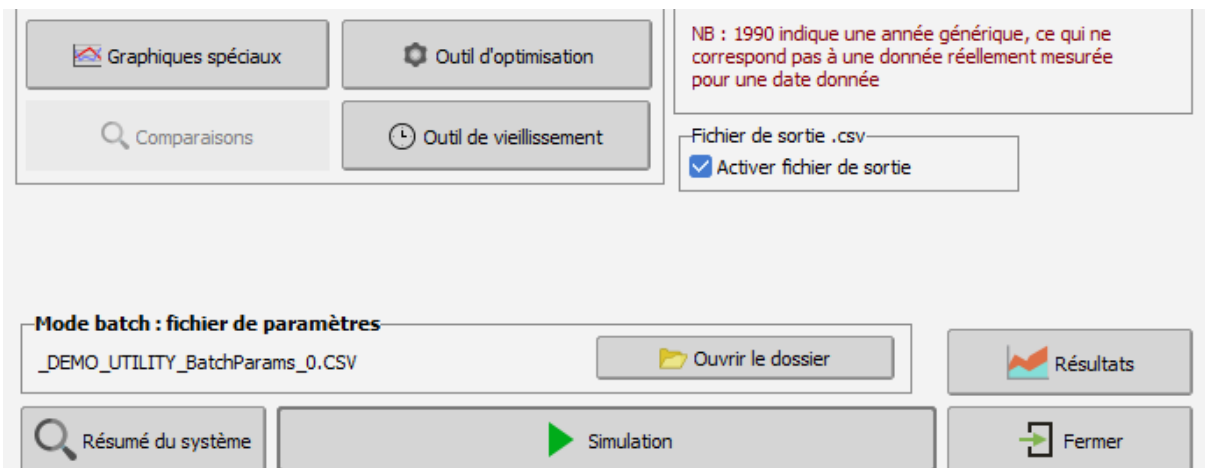 Graphiques spéciaux
Outil d'optimisation
NB : 1990 indique une année générique, ce qui ne
correspond pas à une donnée réellement mesurée
pour une date donnée
Comparaisons
Outil de vieillissement
Fichier de sortie .csv
Activer fichier de sortie
Mode batch : fichier de paramètres
_DEMO_UTILITY_BatchParams_0.CSV
Ouvrir le dossier
Résultats
Résumé du système
Simulation
Fermer